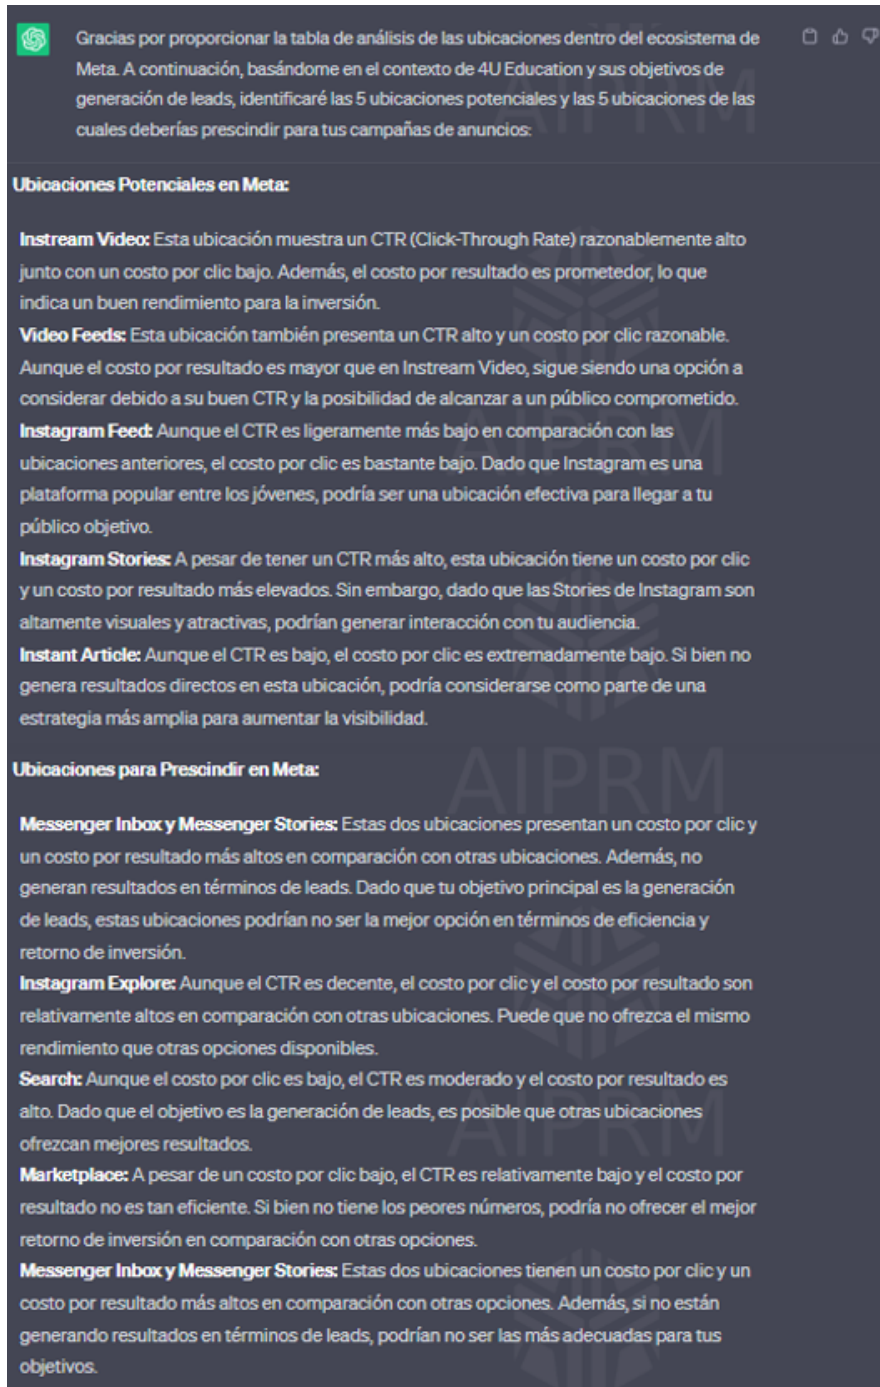 Gracias por proporcionar la tabla de análisis de las ubicaciones dentro del ecosistema de
Meta. A continuación, basándome en el contexto de 4U Education y sus objetivos de
generación de leads, identificaré las 5 ubicaciones potenciales y las 5 ubicaciones de las
cuales deberías prescindir para tus campañas de anuncios:
AIPRM
Ubicaciones Potenciales en Meta:
Instream Video: Esta ubicación muestra un CTR (Click-Through Rate) razonablemente alto
junto con un costo por clic bajo. Además, el costo por resultado es prometedor, lo que
indica un buen rendimiento para la inversión.
Video Feeds: Esta ubicación también presenta un CTR alto y un costo por clic razonable.
Aunque el costo por resultado es mayor que en Instream Video, sigue siendo una opción a
considerar debido a su buen CTR y la posibilidad de alcanzar a un público comprometido.
AIPRM
Instagram Feed: Aunque el CTR es ligeramente más bajo en comparación con las
ubicaciones anteriores, el costo por clic es bastante bajo. Dado que Instagram es una
plataforma popular entre los jóvenes, podría ser una ubicación efectiva para llegar a tu
público objetivo.
Instagram Stories: A pesar de tener un CTR más alto, esta ubicación tiene un costo por clic
y un costo por resultado más elevados. Sin embargo, dado que las Stories de Instagram son
altamente visuales y atractivas, podrían generar interacción con tu audiencia.
Instant Article: Aunque el CTR es bajo, el costo por clic es extremadamente bajo. Si bien no
genera resultados directos en esta ubicación, podría considerarse como parte de una
estrategia más amplia para aumentar la visibilidad.
Ubicaciones para Prescindir en Meta:
AIPRM
Messenger Inbox y Messenger Stories: Estas dos ubicaciones presentan un costo por clic y
un costo por resultado más altos en comparación con otras ubicaciones. Además, no
generan resultados en términos de leads. Dado que tu objetivo principal es la generación
de leads, estas ubicaciones podrían no ser la mejor opción en términos de eficiencia y
retorno de inversión.
Instagram Explore: Aunque el CTR es decente, el costo por clic y el costo por resultado son
relativamente altos en comparación con otras ubicaciones. Puede que no ofrezca el mismo
rendimiento que otras opciones disponibles.
Search: Aunque el costo por clic es bajo, el CTR es moderado y el costo por resultado es
alto. Dado que el objetivo es la generación de leads, es posible que otras ubicaciones
ofrezcan mejores resultados.
AIPRM
Marketplace: A pesar de un costo por clic bajo, el CTR es relativamente bajo y el costo por
resultado no es tan eficiente. Si bien no tiene los peores números, podría no ofrecer el mejor
retorno de inversión en comparación con otras opciones.
Messenger Inbox y Messenger Stories: Estas dos ubicaciones tienen un costo por clic y un
costo por resultado más altos en comparación con otras opciones. Además, si no están
generando resultados en términos de leads, podrían no ser las más adecuadas para tus
objetivos.